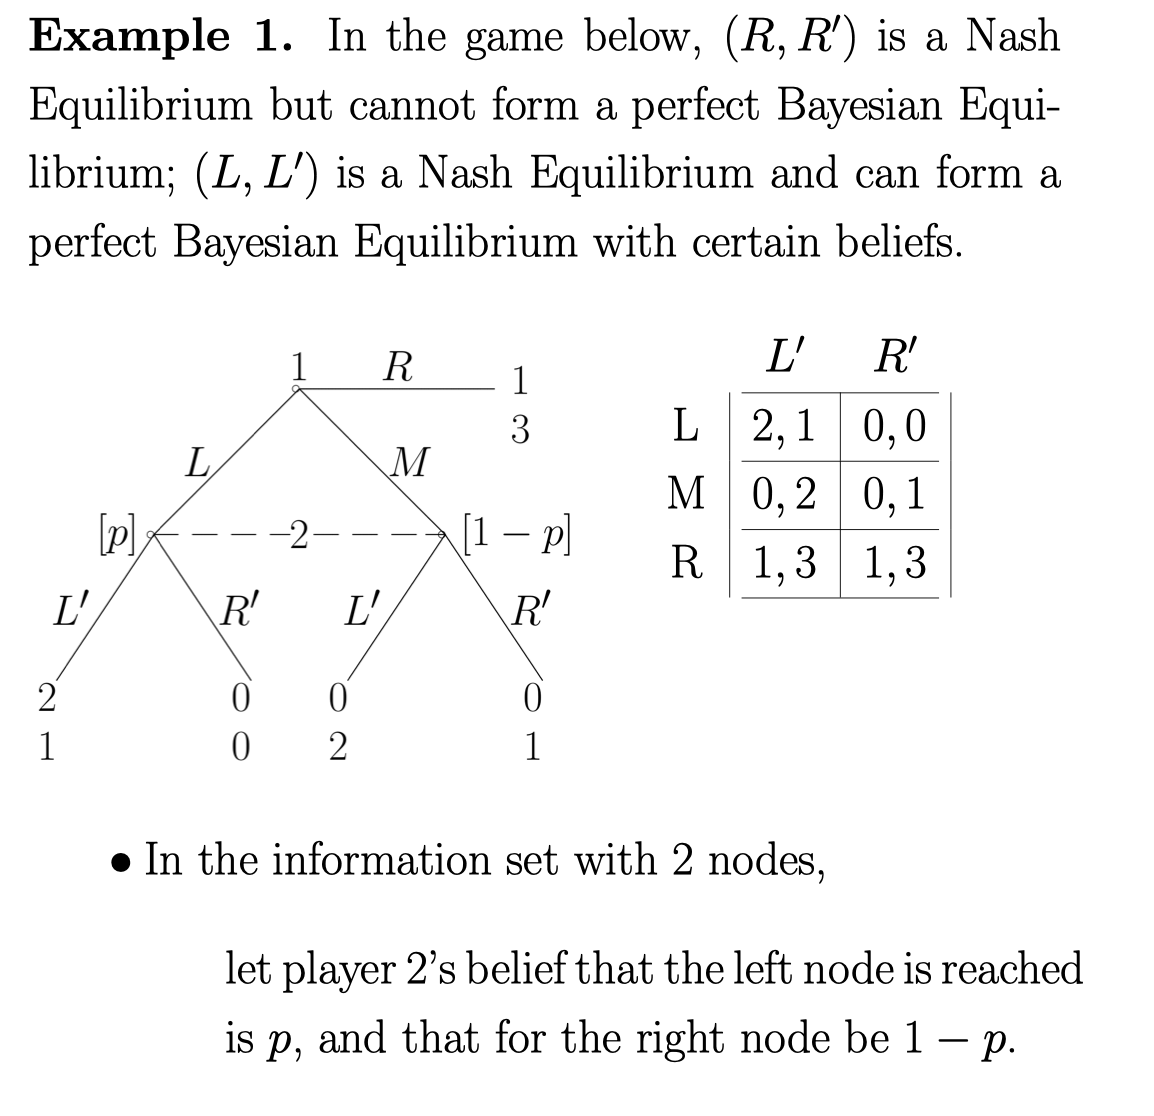 Example 1. In the game below, (R, R′) is a Nash
Equilibrium but cannot form a perfect Bayesian Equi-
librium; (L, L′) is a Nash Equilibrium and can form a
perfect Bayesian Equilibrium with certain beliefs.
1 R 1
3
L M
[p] 2 [1 − p]
L′ R′ L′ R′
2 0 0 0
1 0 2 1
L′ R′
L 2, 1 0, 0
M 0, 2 0, 1
R 1, 3 1, 3
• In the information set with 2 nodes,
let player 2's belief that the left node is reached
is p, and that for the right node be 1 − p.